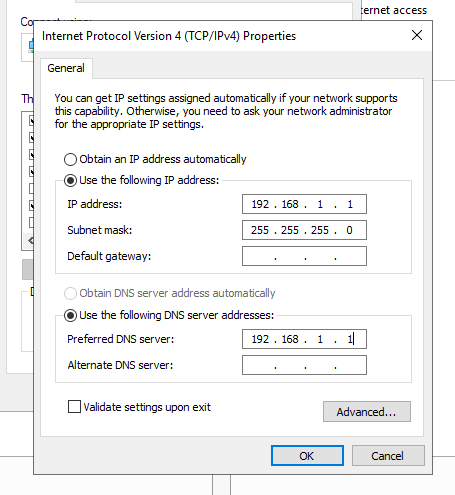 ternet access
Connect using:
Internet Protocol Version 4 (TCP/IPv4) Properties
General
You can get IP settings assigned automatically if your network supports
this capability. Otherwise, you need to ask your network administrator
for the appropriate IP settings.
Obtain an IP address automatically
Use the following IP address:
IP address: 192 . 168 . 1 . 1
Subnet mask: 255 . 255 . 255 . 0
Default gateway: . . .
Obtain DNS server address automatically
Use the following DNS server addresses:
Preferred DNS server: 192 . 168 . 1 . 1
Alternate DNS server: . . .
Validate settings upon exit
Advanced...
OK Cancel
Th